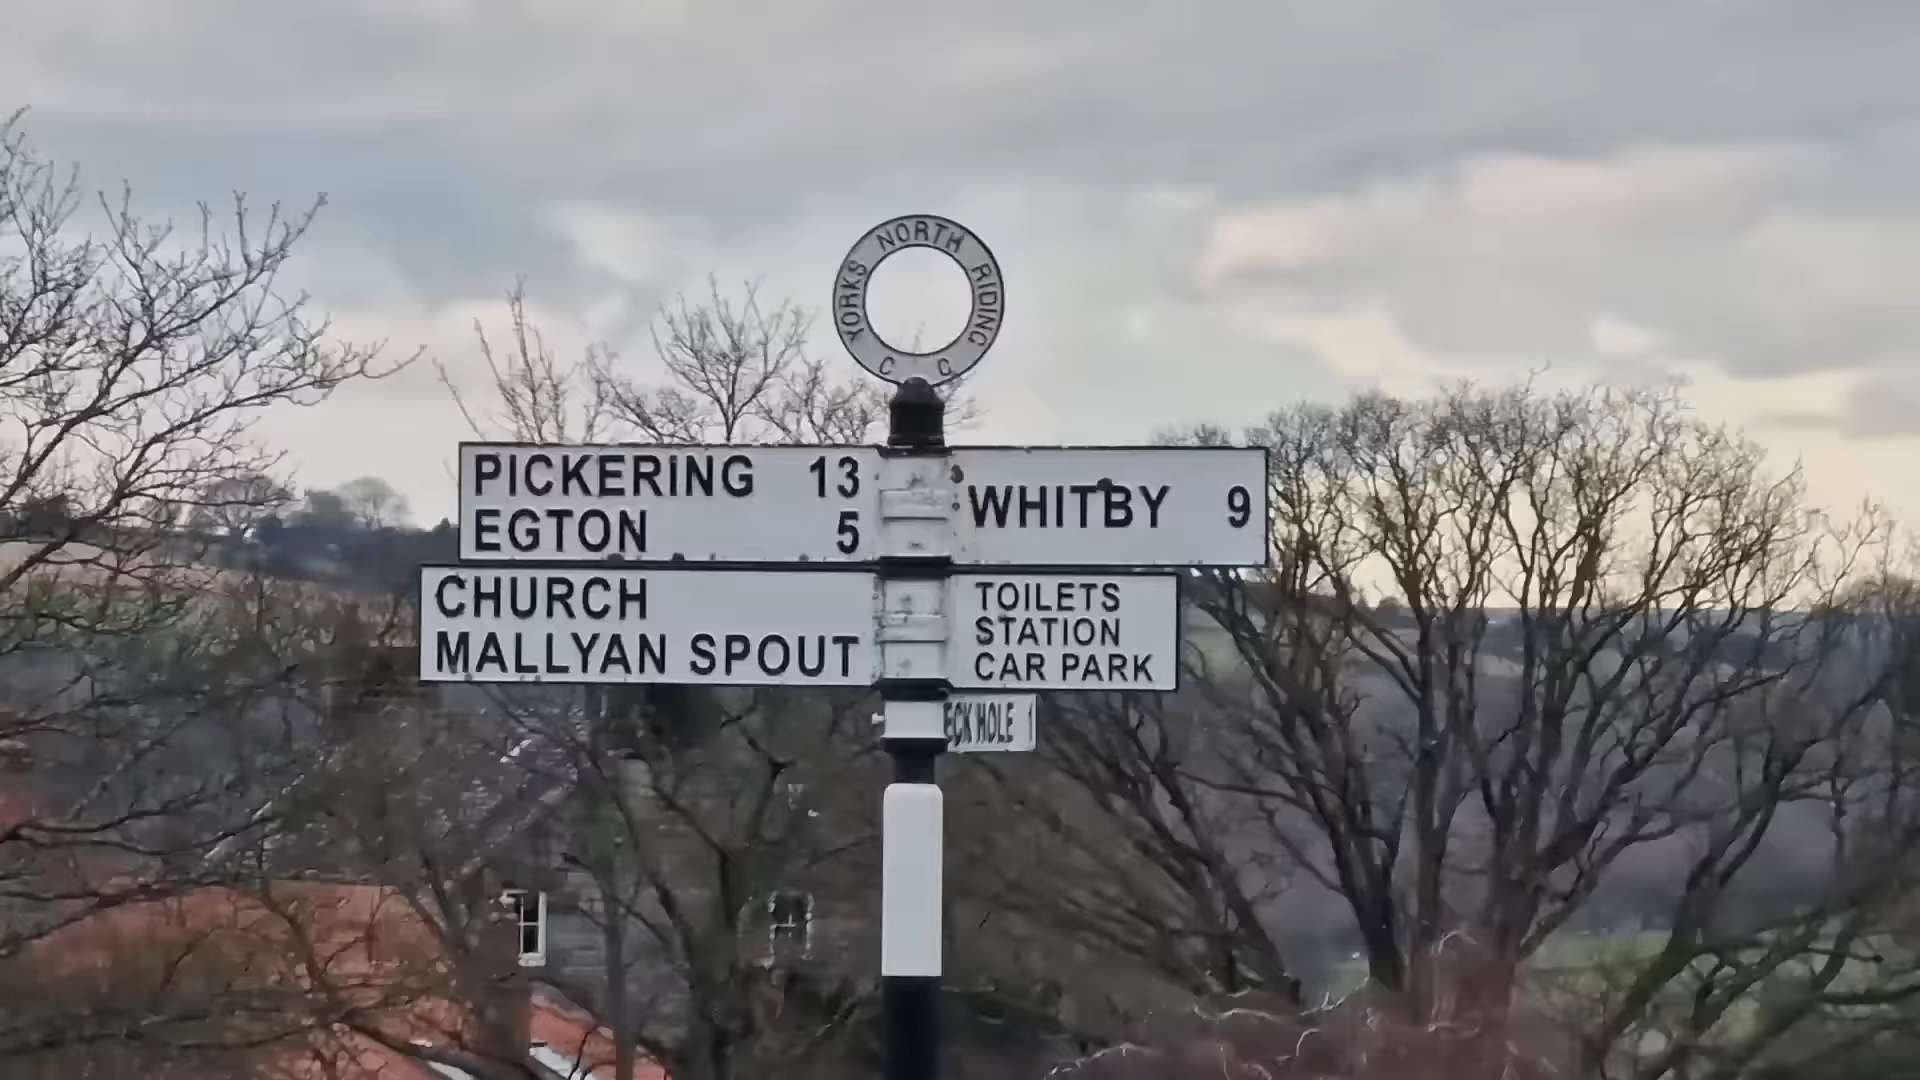 YORKS NORTH RIDING
C C
PICKERING 13
EGTON 5
WHITBY 9
CHURCH
MALLYAN SPOUT
TOILETS
STATION
CAR PARK
ECK HOLE 1